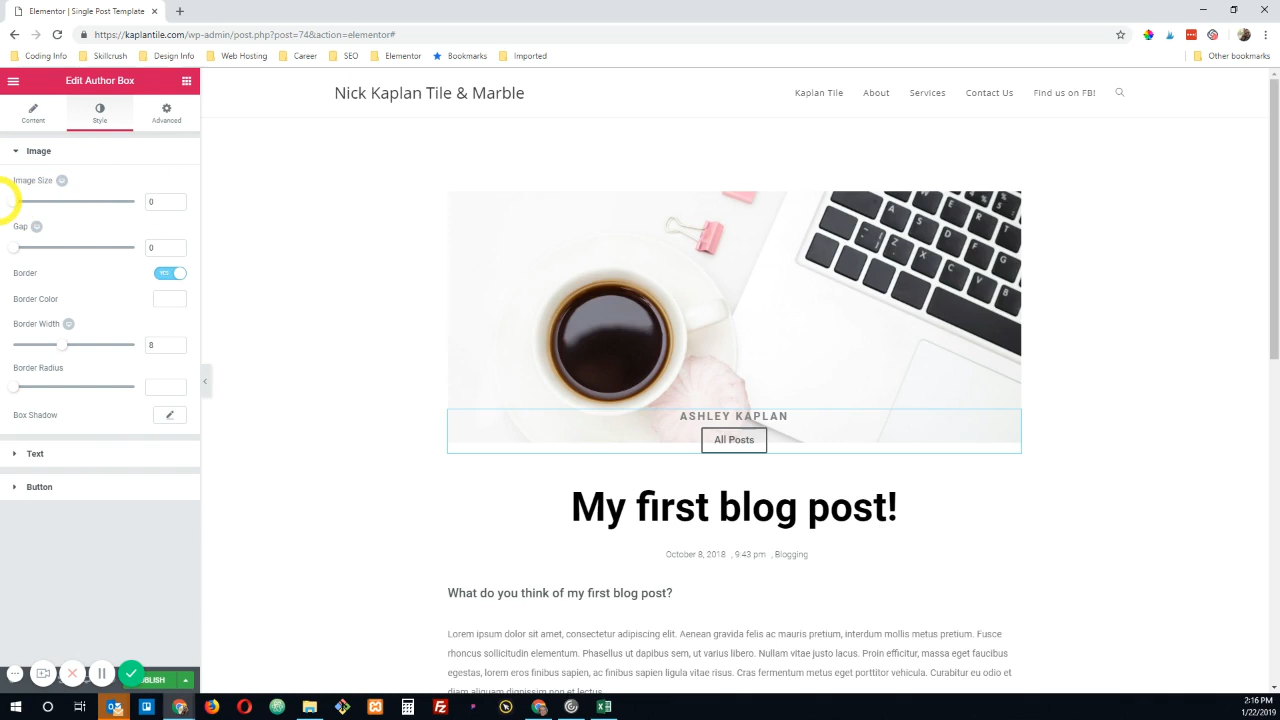 Elementor | Single Post Template
https://kaplantile.com/wp-admin/post.php?post=74&action=elementor#
Coding Info Skillcrush Design Info Web Hosting Career SEO Elementor Bookmarks Imported Other bookmarks
Edit Author Box
Content Style Advanced
Image
Image Size
0
Gap
0
Border
YES
Border Color
Border Width
8
Border Radius
Box Shadow
Text
Button
Nick Kaplan Tile & Marble
Kaplan Tile About Services Contact Us Find us on FB!
ASHLEY KAPLAN
All Posts
My first blog post!
October 8, 2018 , 9:43 pm , Blogging
What do you think of my first blog post?
Lorem ipsum dolor sit amet, consectetur adipiscing elit. Aenean gravida felis ac mauris pretium, interdum mollis metus pretium. Fusce
rhoncus sollicitudin elementum. Phasellus ut dapibus sem, ut varius libero. Nullam vitae justo lacus. Proin efficitur, massa eget faucibus
egestas, lorem eros finibus sapien, ac finibus sapien ligula vitae risus. Cras fermentum metus eget porttitor vehicula. Curabitur eu odio et
diam aliquam dignissim non et lectus.
2:16 PM
1/22/2019